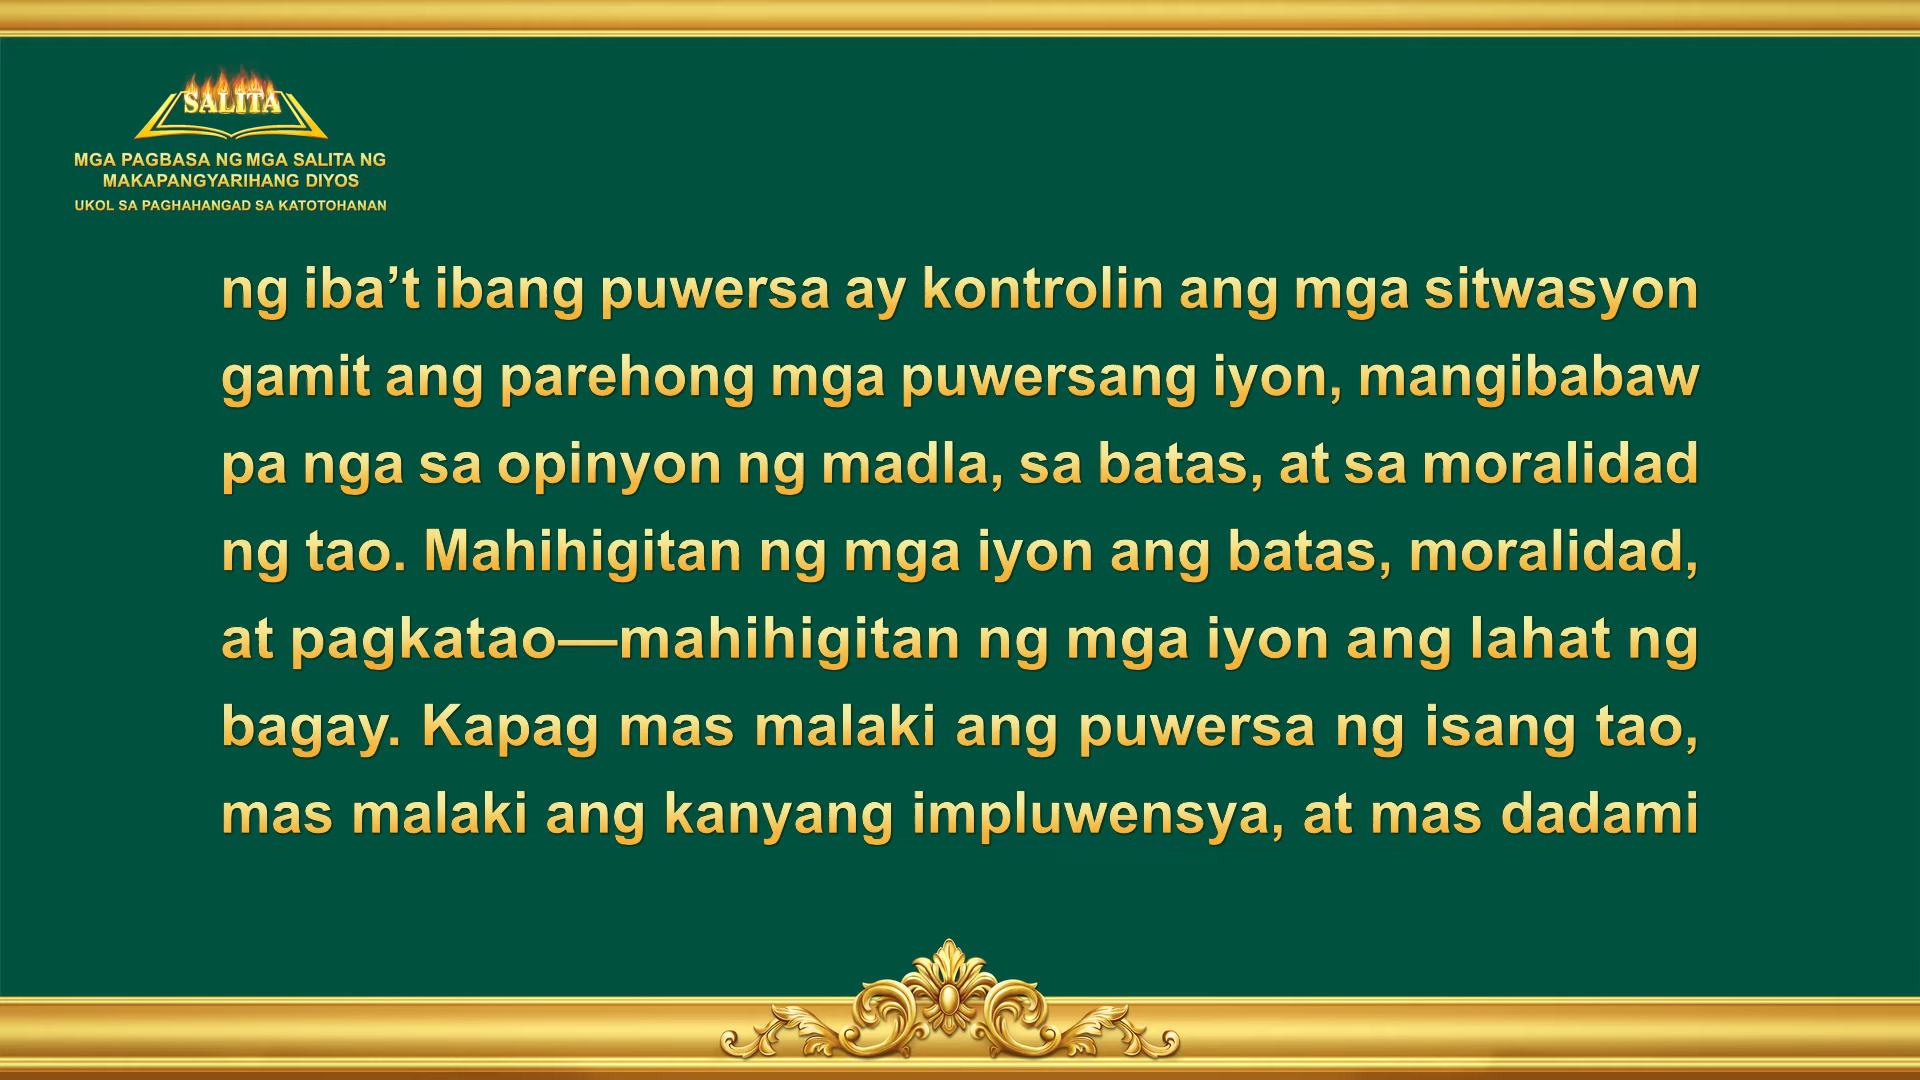 SALITA
MGA PAGBASA NG MGA SALITA NG
MAKAPANGYARIHANG DIYOS
UKOL SA PAGHAHANGAD SA KATOTOHANAN
ng iba’t ibang puwersa ay kontrolin ang mga sitwasyon
gamit ang parehong mga puwersang iyon, mangibabaw
pa nga sa opinyon ng madla, sa batas, at sa moralidad
ng tao. Mahihigitan ng mga iyon ang batas, moralidad,
at pagkatao—mahihigitan ng mga iyon ang lahat ng
bagay. Kapag mas malaki ang puwersa ng isang tao,
mas malaki ang kanyang impluwensya, at mas dadami